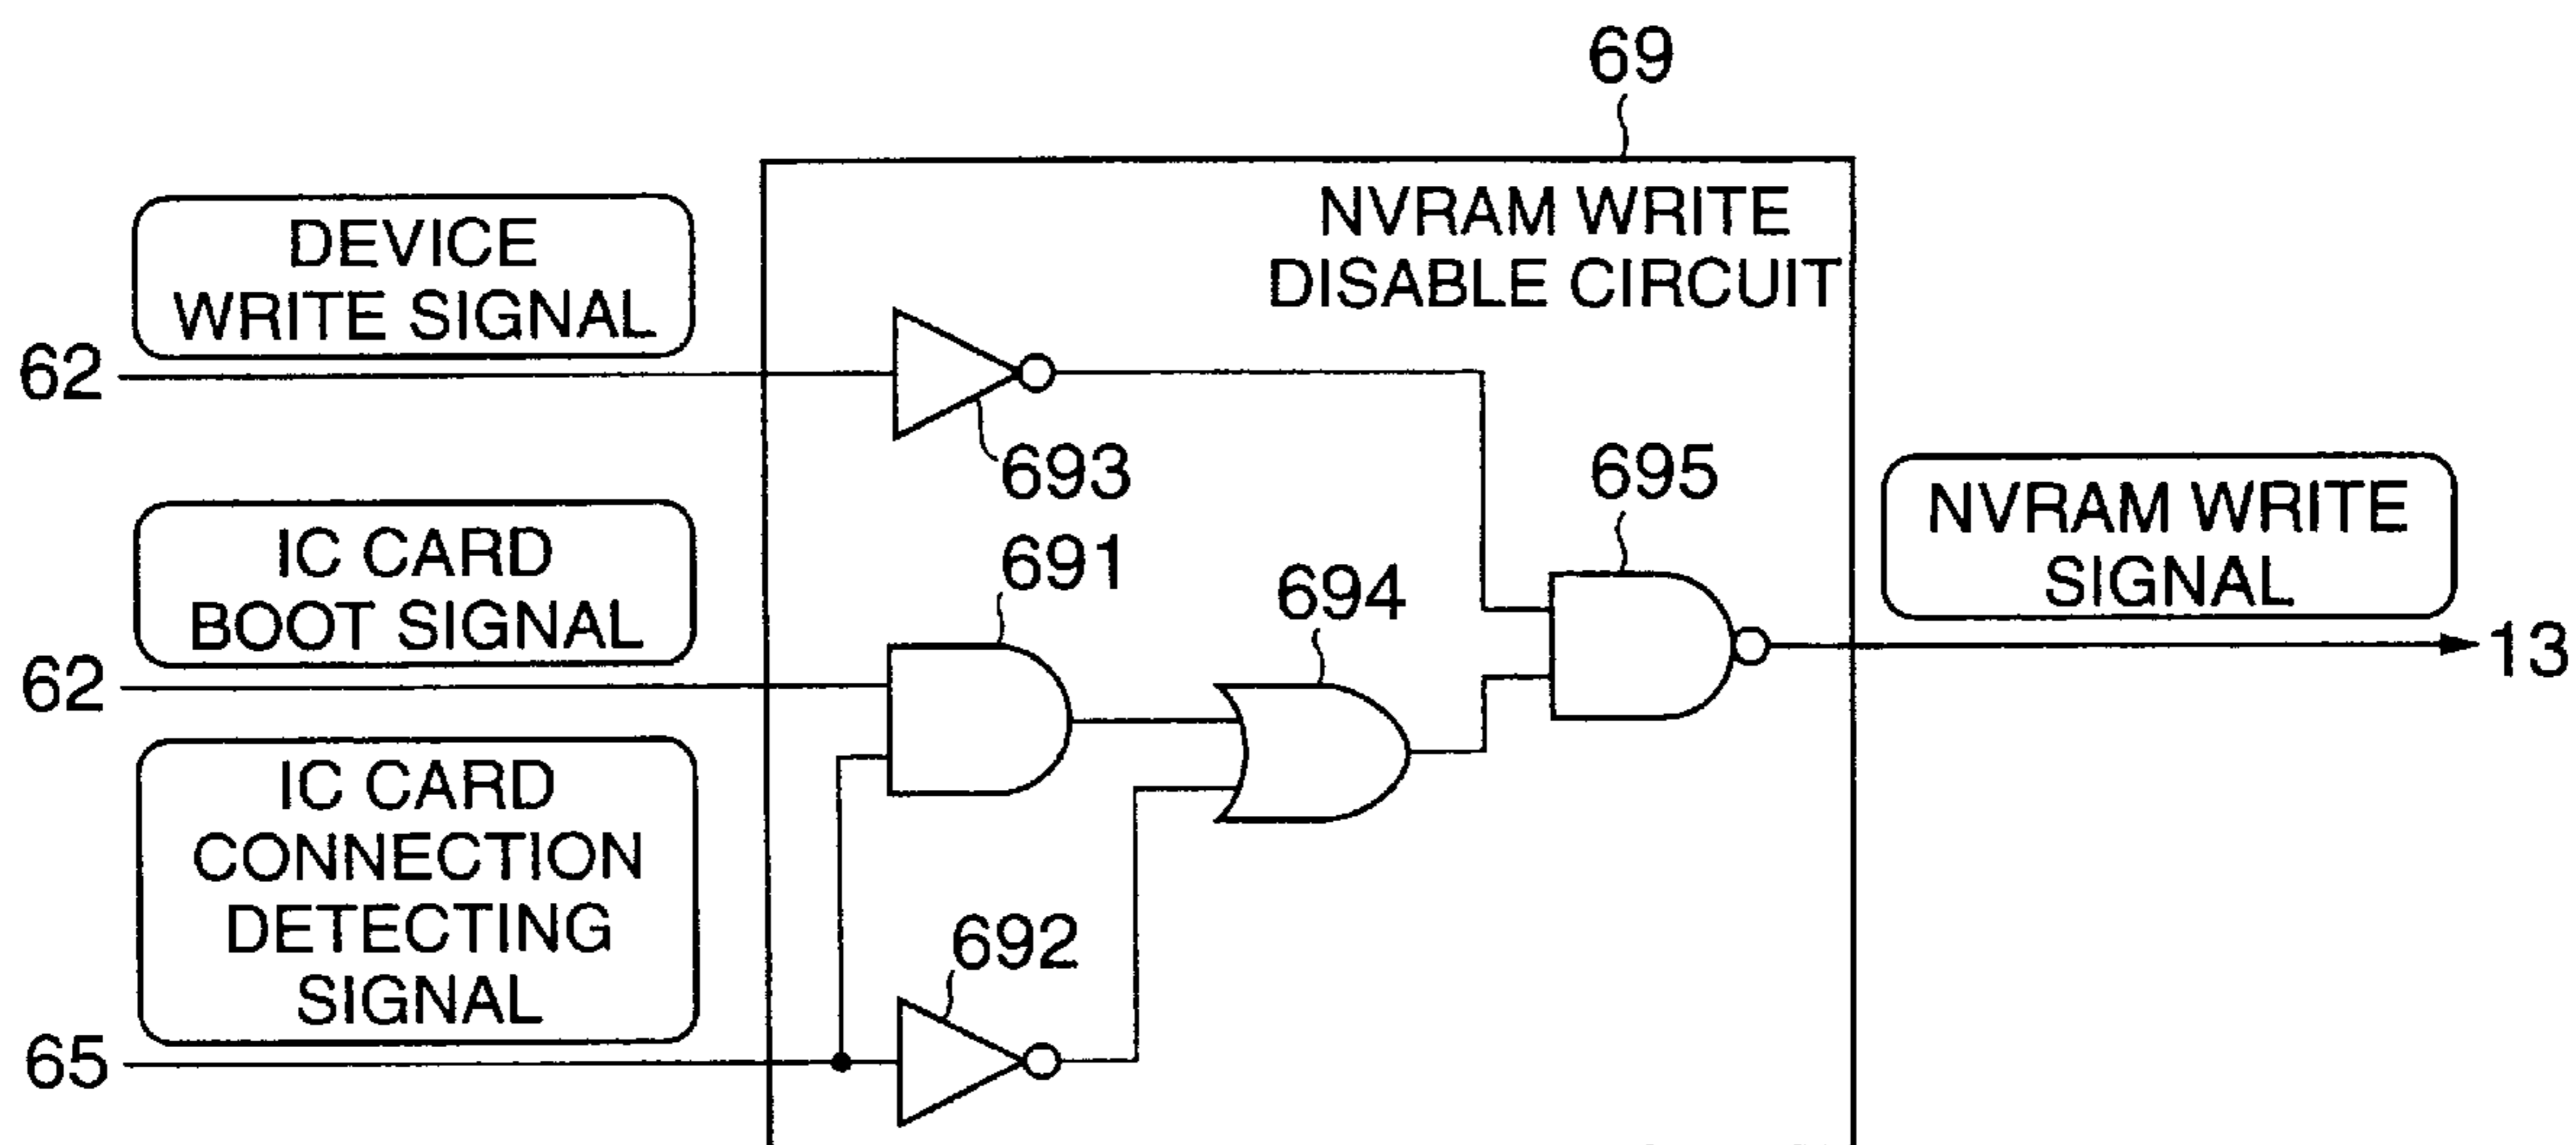 69
NVRAM WRITE
DISABLE CIRCUIT
DEVICE
WRITE SIGNAL
62
693
IC CARD
BOOT SIGNAL
62
691
694
695
NVRAM WRITE
SIGNAL
13
IC CARD
CONNECTION
DETECTING
SIGNAL
65
692